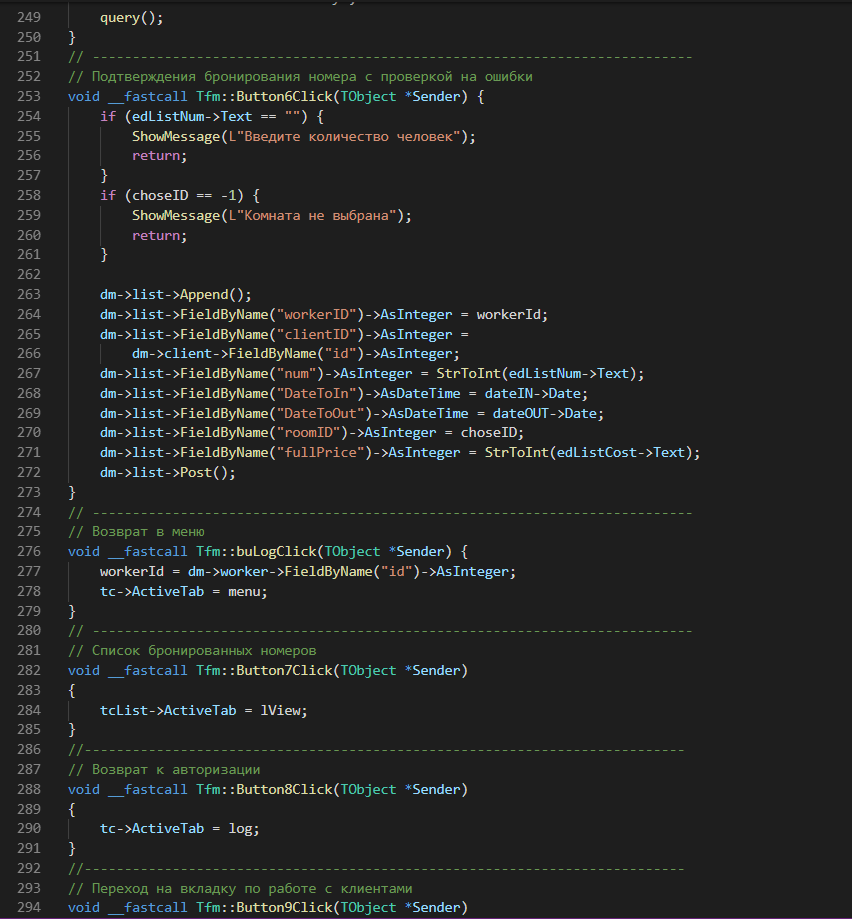 249 query();
250 }
251 // ---------------------------------------------------------------------------
252 // Подтверждения бронирования номера с проверкой на ошибки
253 void __fastcall Tfm::Button6Click(TObject *Sender) {
254 if (edListNum->Text == "") {
255 ShowMessage(L"Введите количество человек");
256 return;
257 }
258 if (choseID == -1) {
259 ShowMessage(L"Комната не выбрана");
260 return;
261 }
262
263 dm->list->Append();
264 dm->list->FieldByName("workerID")->AsInteger = workerId;
265 dm->list->FieldByName("clientID")->AsInteger =
266 dm->client->FieldByName("id")->AsInteger;
267 dm->list->FieldByName("num")->AsInteger = StrToInt(edListNum->Text);
268 dm->list->FieldByName("DateToIn")->AsDateTime = dateIN->Date;
269 dm->list->FieldByName("DateToOut")->AsDateTime = dateOUT->Date;
270 dm->list->FieldByName("roomID")->AsInteger = choseID;
271 dm->list->FieldByName("fullPrice")->AsInteger = StrToInt(edListCost->Text);
272 dm->list->Post();
273 }
274 // ---------------------------------------------------------------------------
275 // Возврат в меню
276 void __fastcall Tfm::buLogClick(TObject *Sender) {
277 workerId = dm->worker->FieldByName("id")->AsInteger;
278 tc->ActiveTab = menu;
279 }
280 // ---------------------------------------------------------------------------
281 // Список бронированных номеров
282 void __fastcall Tfm::Button7Click(TObject *Sender)
283 {
284 tcList->ActiveTab = lView;
285 }
286 //---------------------------------------------------------------------------
287 // Возврат к авторизации
288 void __fastcall Tfm::Button8Click(TObject *Sender)
289 {
290 tc->ActiveTab = log;
291 }
292 //---------------------------------------------------------------------------
293 // Переход на вкладку по работе с клиентами
294 void __fastcall Tfm::Button9Click(TObject *Sender)